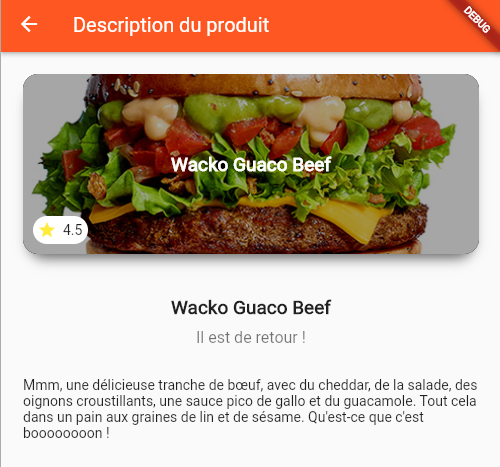 Description du produit
DEBUG
Wacko Guaco Beef
4.5
Wacko Guaco Beef
Il est de retour !
Mmm, une délicieuse tranche de bœuf, avec du cheddar, de la salade, des
oignons croustillants, une sauce pico de gallo et du guacamole. Tout cela
dans un pain aux graines de lin et de sésame. Qu'est-ce que c'est
boooooooon !